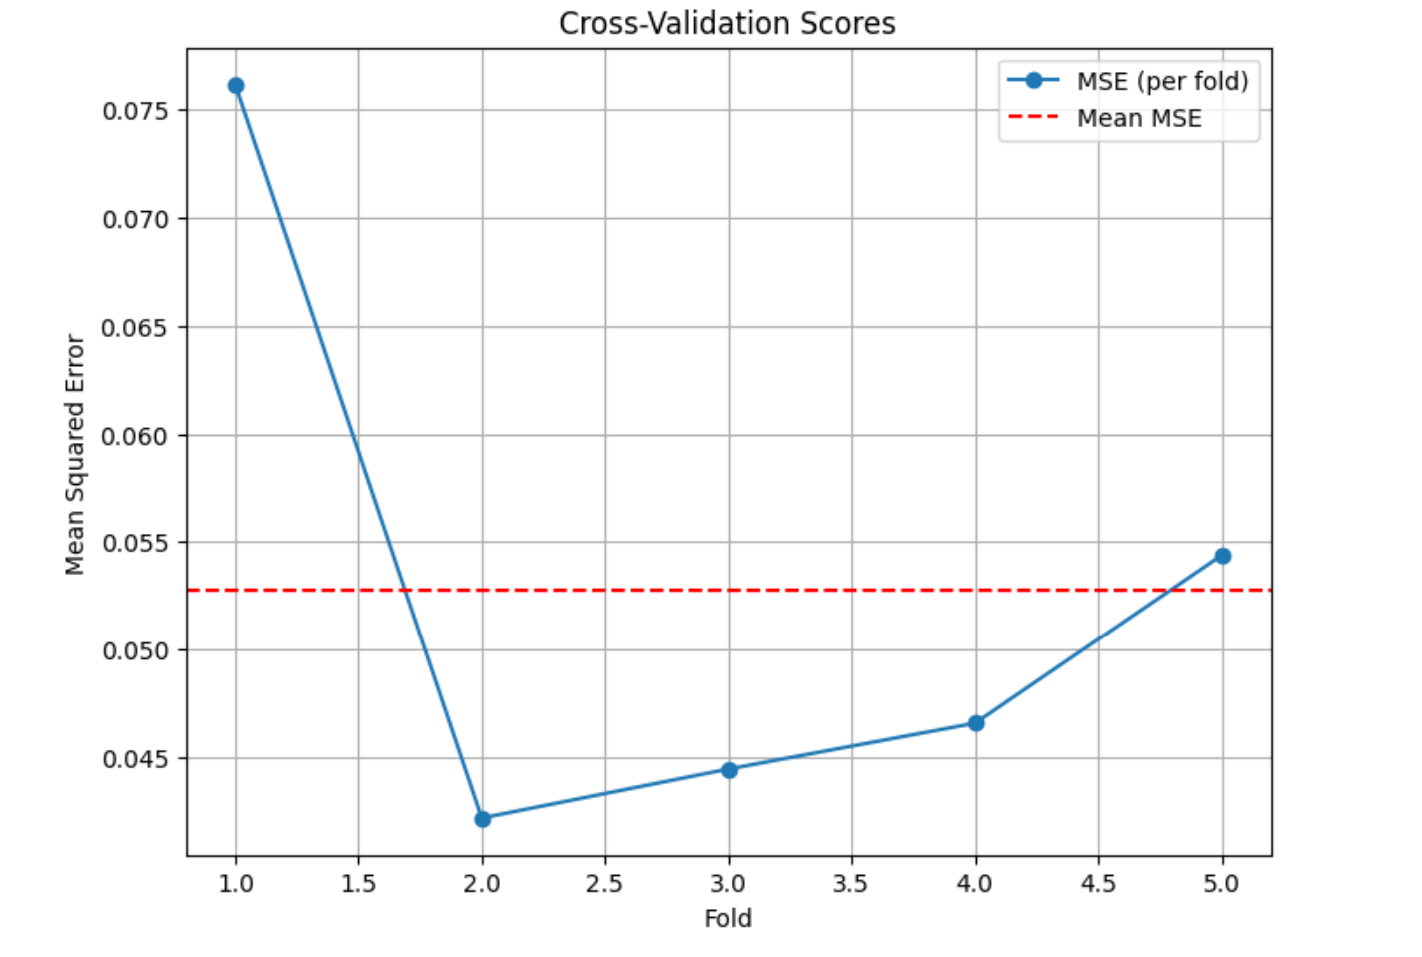 Cross-Validation Scores
MSE (per fold)
Mean MSE
0.075
0.070
0.065
0.060
0.055
0.050
0.045
Mean Squared Error
1.0 1.5 2.0 2.5 3.0 3.5 4.0 4.5 5.0
Fold